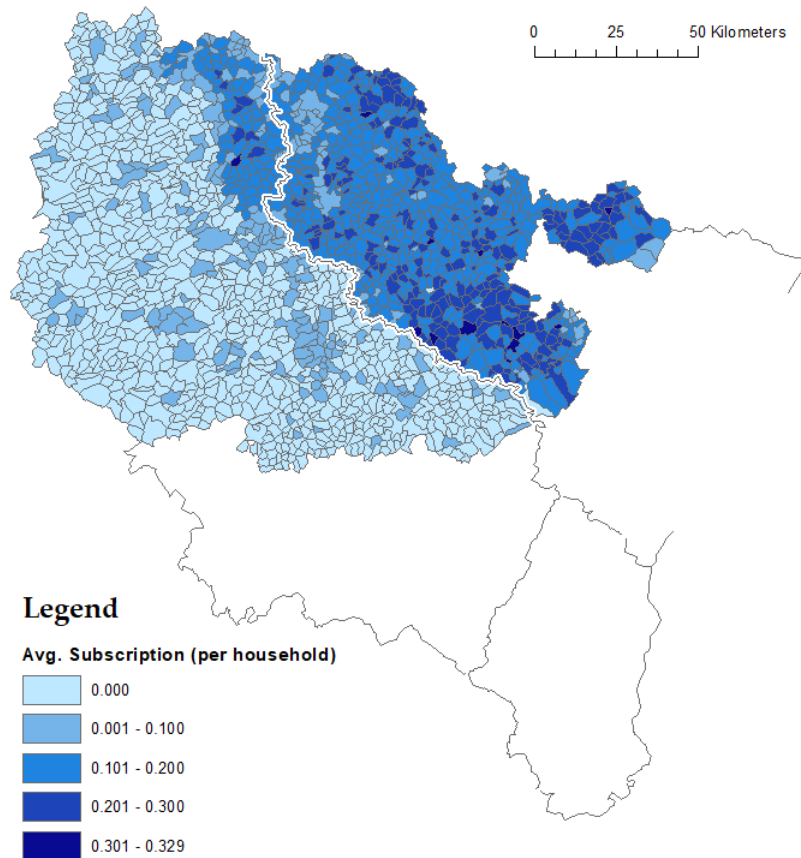 0 25 50 Kilometers
Legend
Avg. Subscription (per household)
0.000
0.001 - 0.100
0.101 - 0.200
0.201 - 0.300
0.301 - 0.329